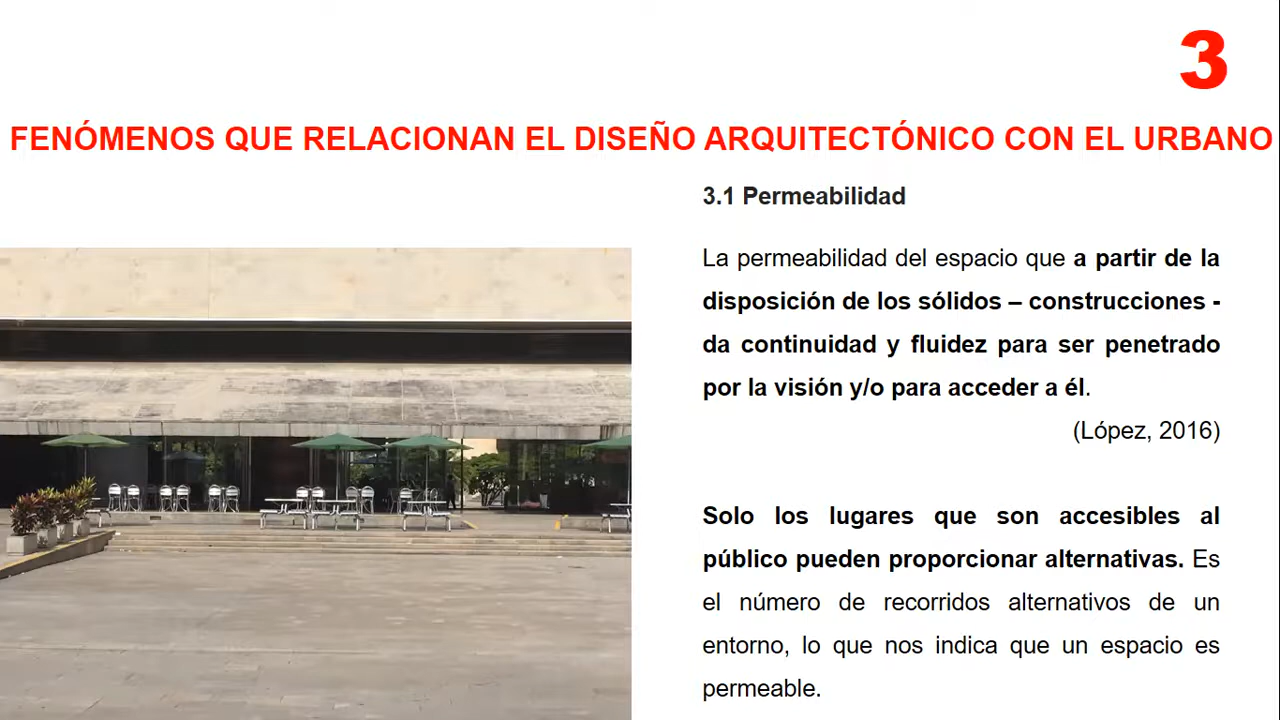 3
FENÓMENOS QUE RELACIONAN EL DISEÑO ARQUITECTÓNICO CON EL URBANO
3.1 Permeabilidad
La permeabilidad del espacio que a partir de la
disposición de los sólidos – construcciones -
da continuidad y fluidez para ser penetrado
por la visión y/o para acceder a él.
(López, 2016)
Solo los lugares que son accesibles al
público pueden proporcionar alternativas. Es
el número de recorridos alternativos de un
entorno, lo que nos indica que un espacio es
permeable.